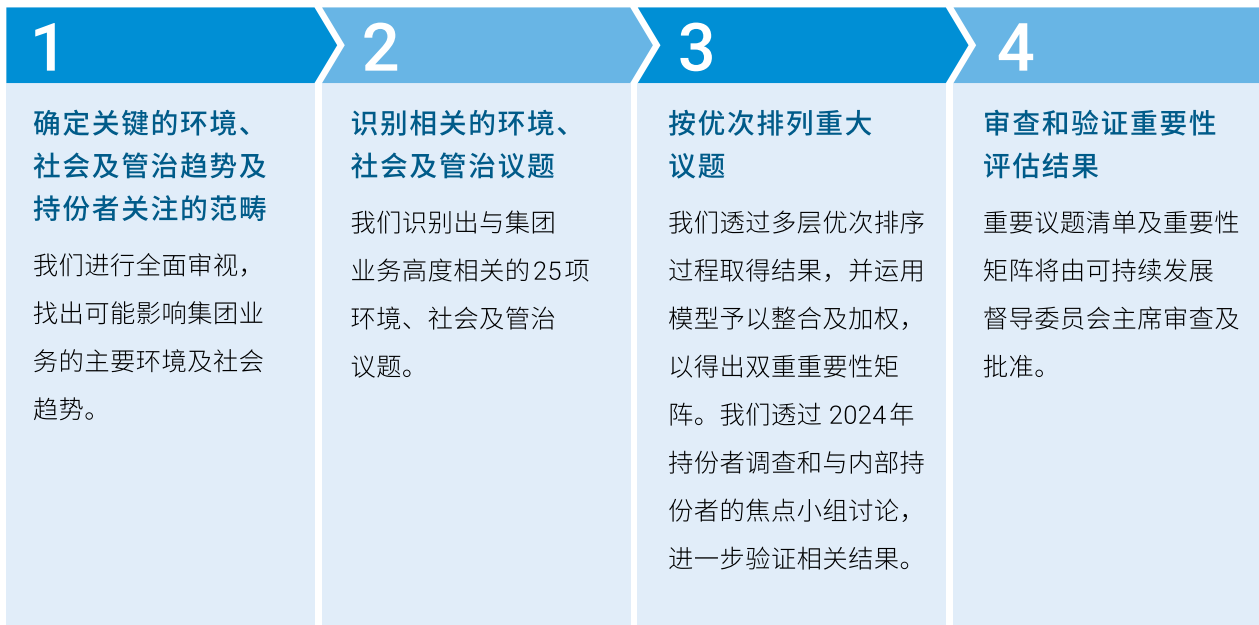 1
确定关键的环境、
社会及管治趋势及
持份者关注的范畴
我们进行全面审视，
找出可能影响集团业
务的主要环境及社会
趋势。
2
识别相关的环境、
社会及管治议题
我们识别出与集团
业务高度相关的25项
环境、社会及管治
议题。
3
按优次排列重大
议题
我们透过多层优次排序
过程取得结果，并运用
模型予以整合及加权，
以得出双重重要性矩
阵。我们透过 2024年
持份者调查和与内部持
份者的焦点小组讨论，
进一步验证相关结果。
4
审查和验证重要性
评估结果
重要议题清单及重要性
矩阵将由可持续发展
督导委员会主席审查及
批准。